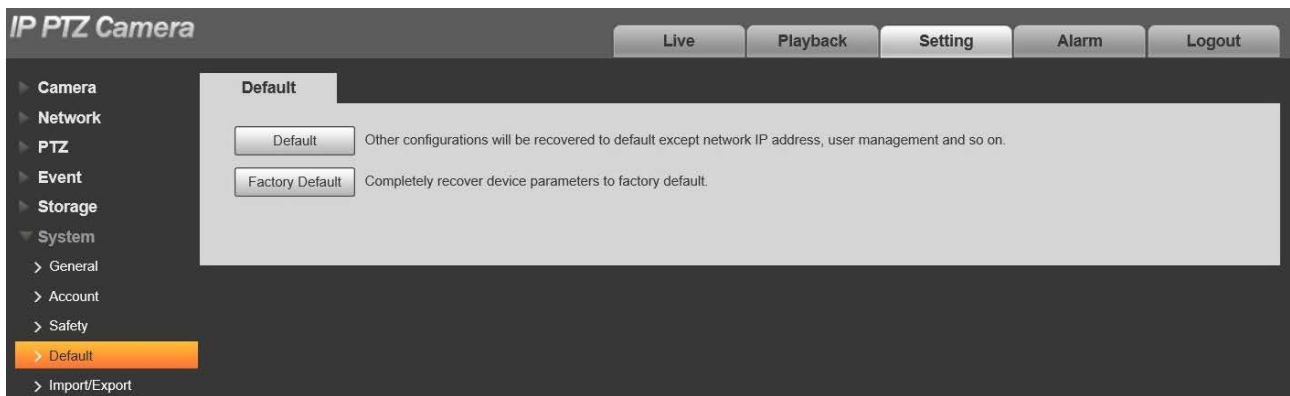 IP PTZ Camera
Live Playback Setting Alarm Logout
Camera
Network
PTZ
Event
Storage
System
General
Account
Safety
Default
Import/Export
Default
Default Other configurations will be recovered to default except network IP address, user management and so on.
Factory Default Completely recover device parameters to factory default.